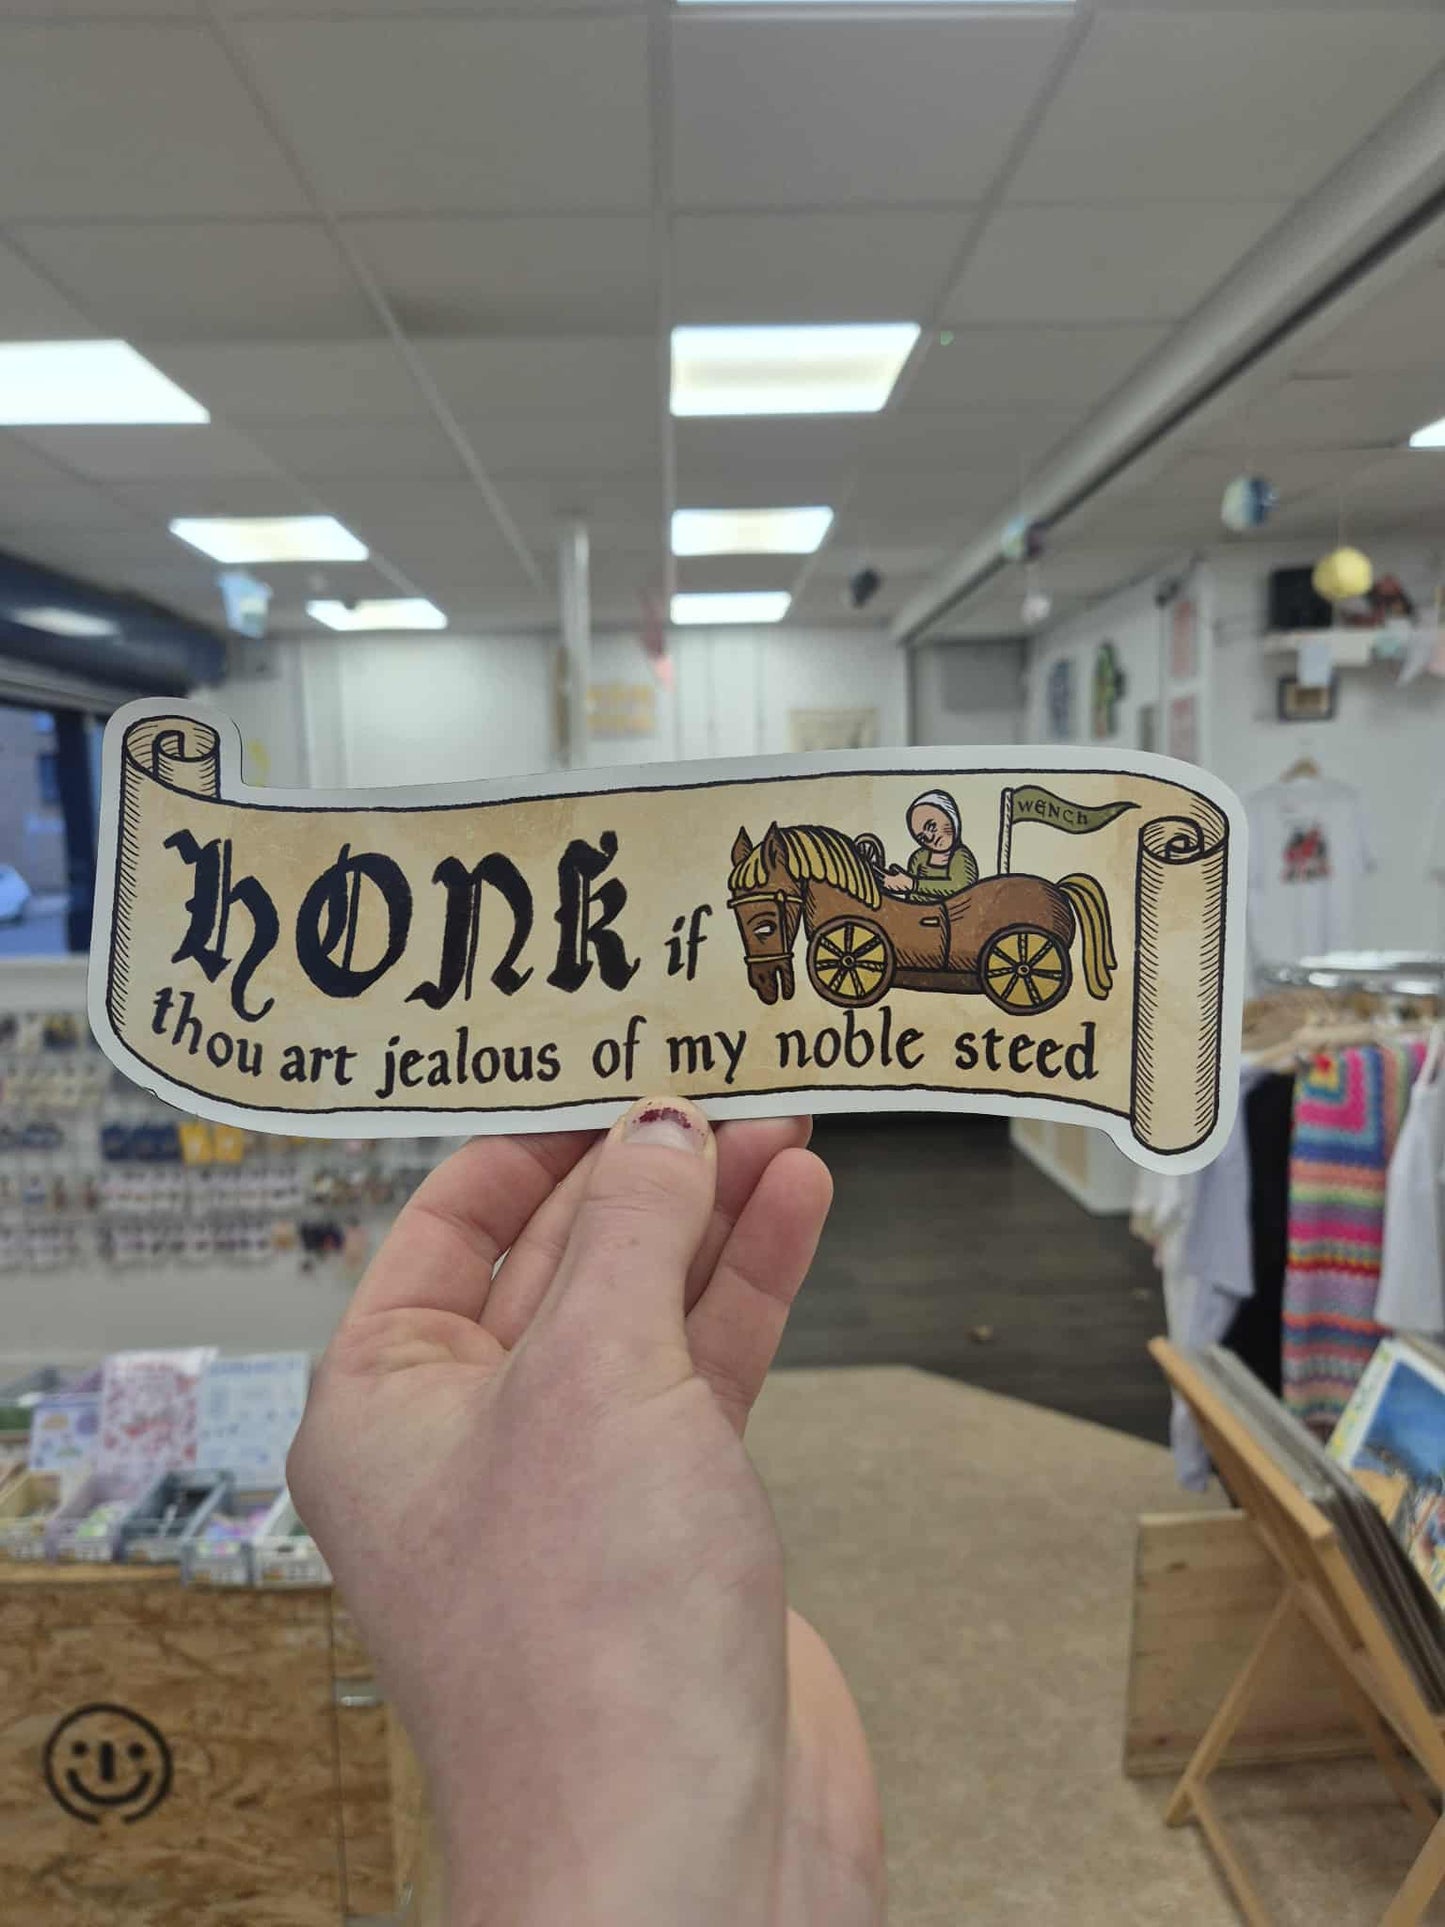 HONK if
WENCH
thou art jealous of my noble steed